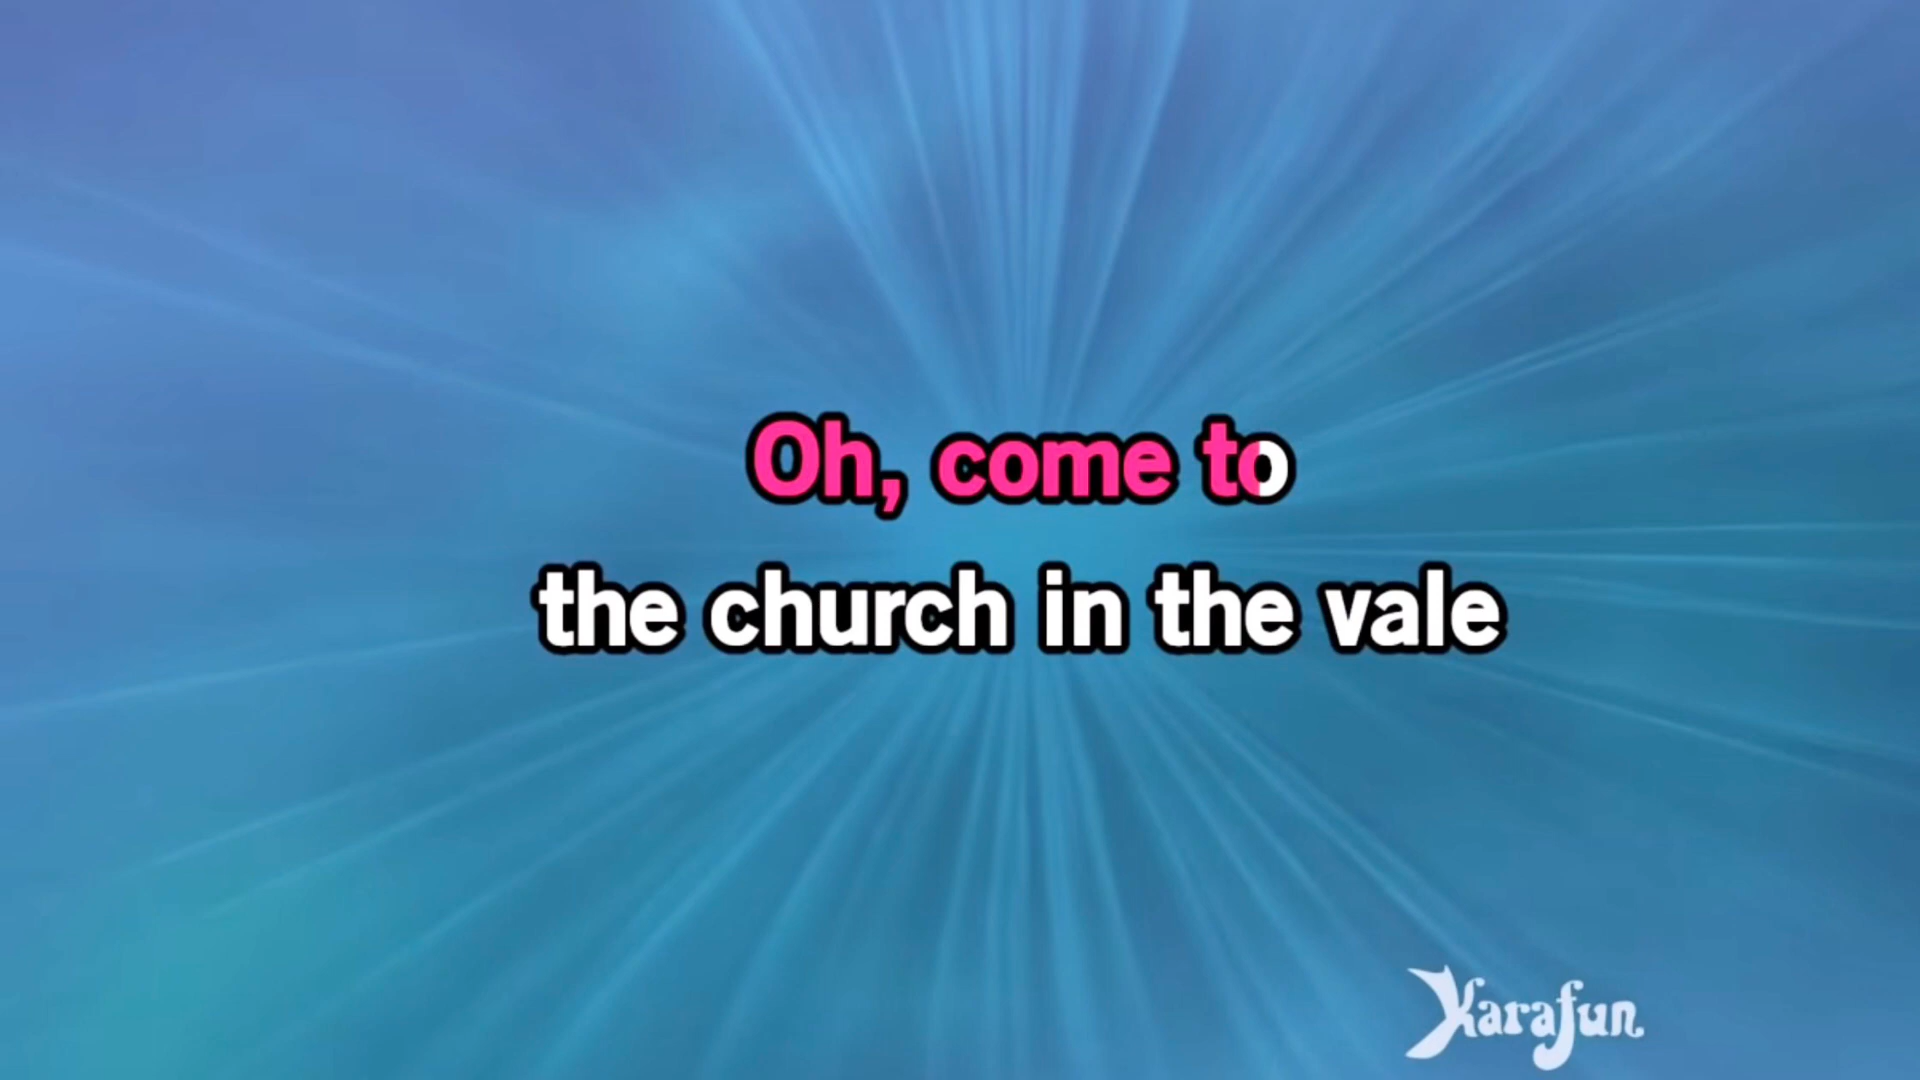 Oh, come to
the church in the vale
Karafun